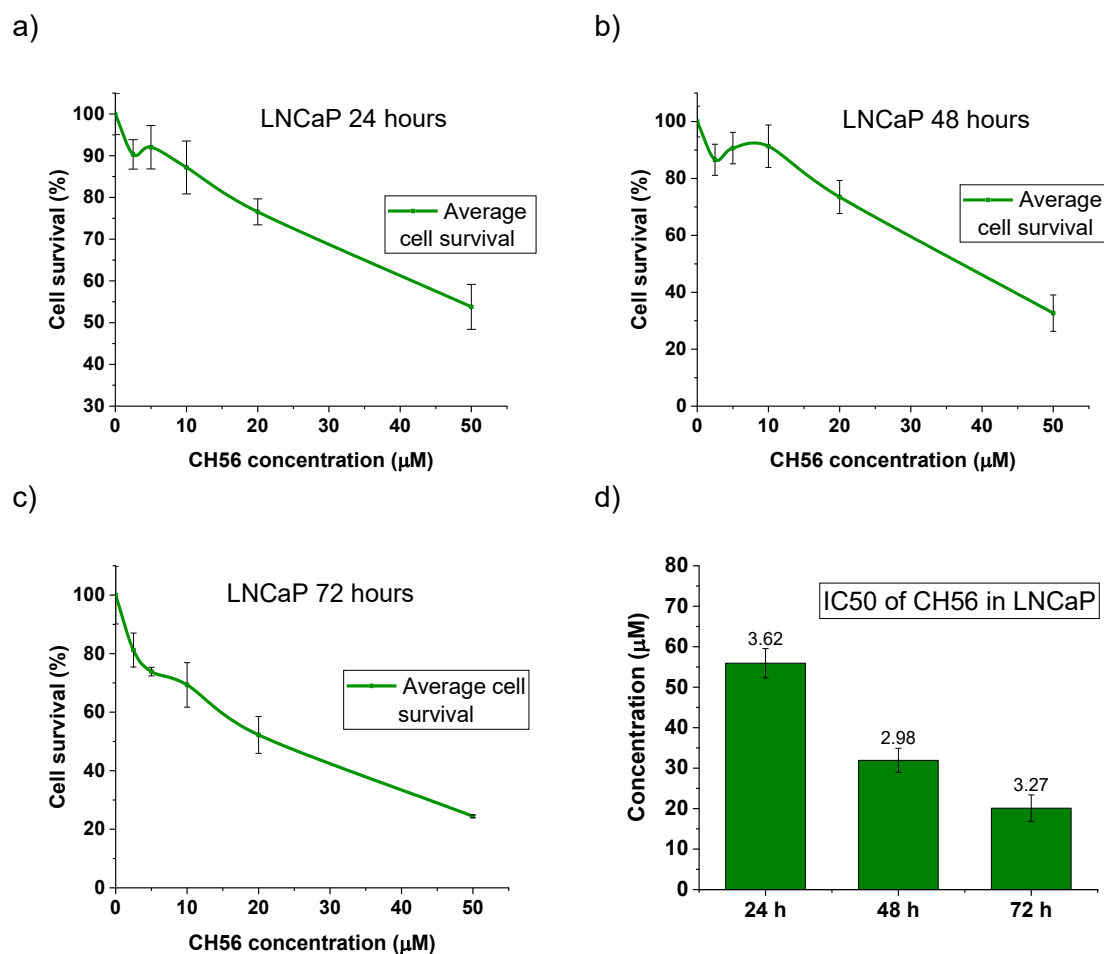 a)
LNCaP 24 hours
Average
cell survival
Cell survival (%)
100
90
80
70
60
50
40
30
0
10
20
30
40
50
CH56 concentration (μM)
b)
LNCaP 48 hours
Average
cell survival
Cell survival (%)
100
80
60
40
20
0
0
10
20
30
40
50
CH56 concentration (μM)
c)
LNCaP 72 hours
Average cell
survival
Cell survival (%)
100
80
60
40
20
0
0
10
20
30
40
50
CH56 concentration (μM)
d)
IC50 of CH56 in LNCaP
Concentration (μM)
80
70
60
50
40
30
20
10
0
3.62
2.98
3.27
24 h
48 h
72 h